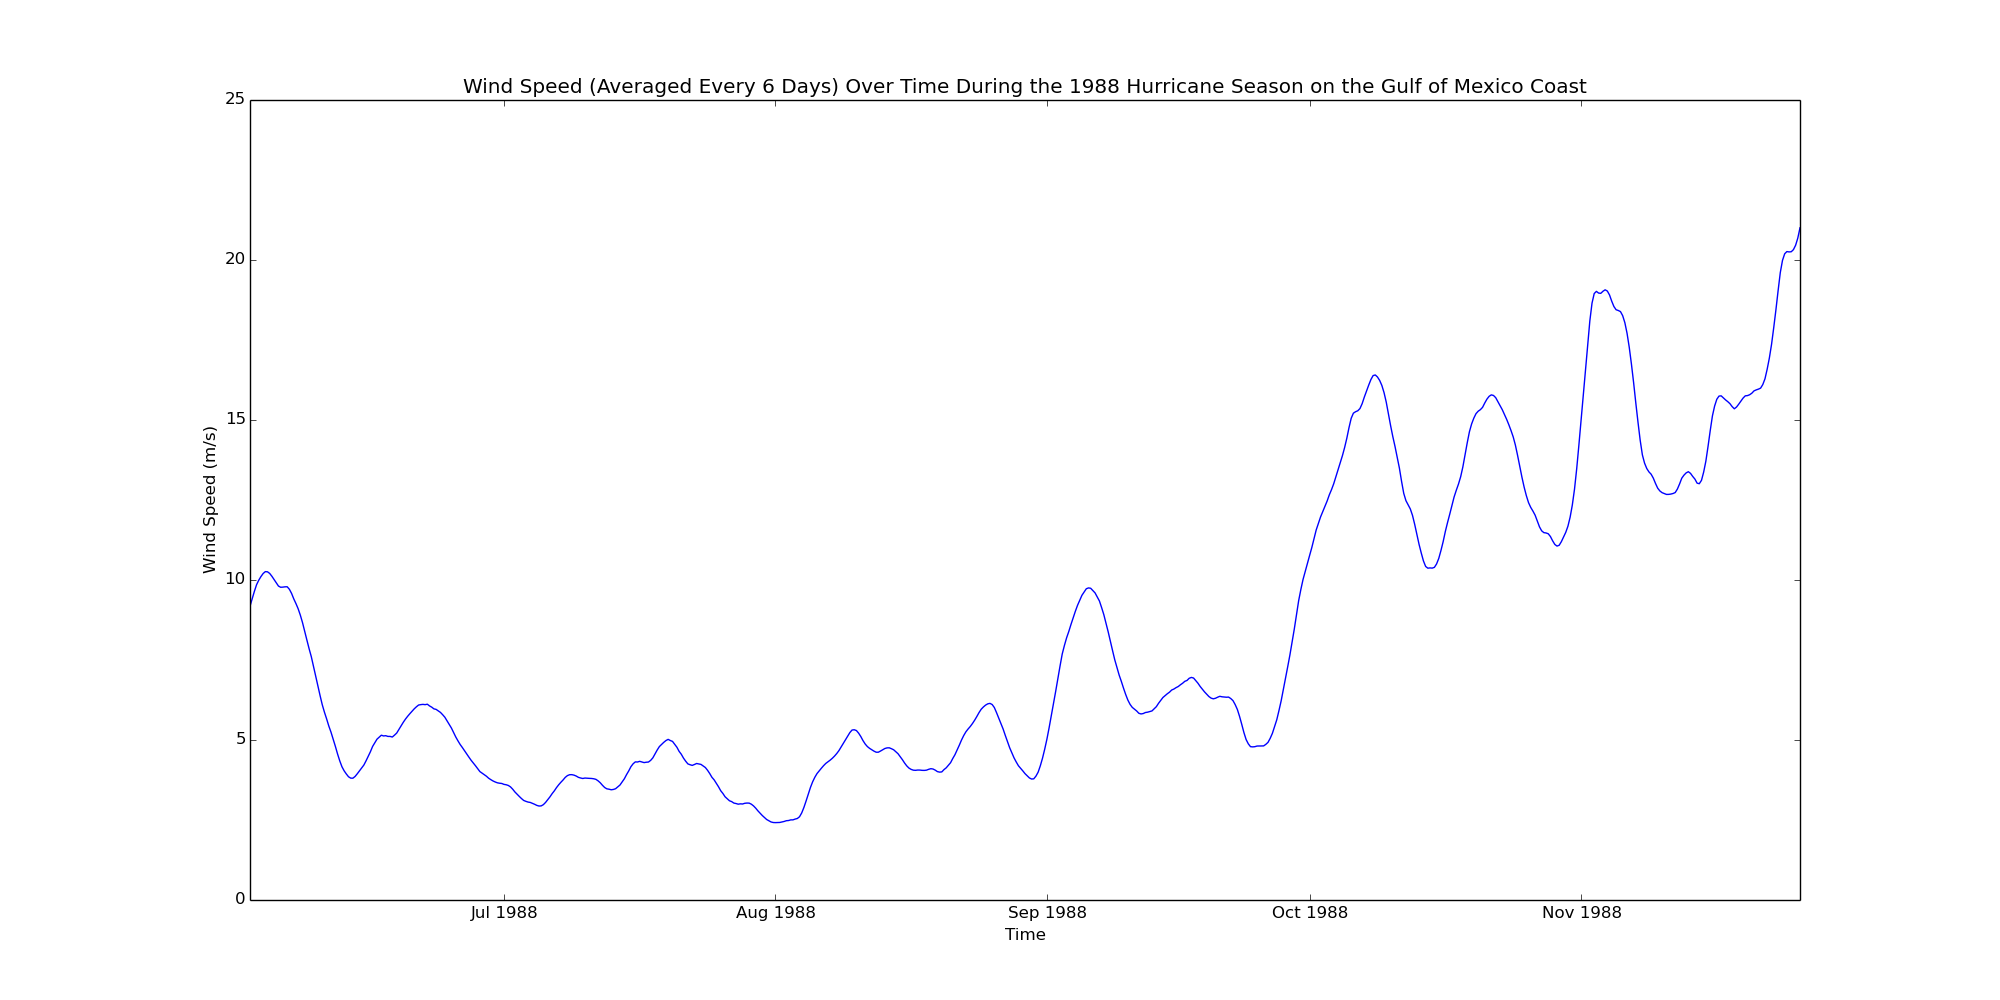 Wind Speed (Averaged Every 6 Days) Over Time During the 1988 Hurricane Season on the Gulf of Mexico Coast
25
20
15
10
5
0
Wind Speed (m/s)
Jul 1988
Aug 1988
Sep 1988
Oct 1988
Nov 1988
Time